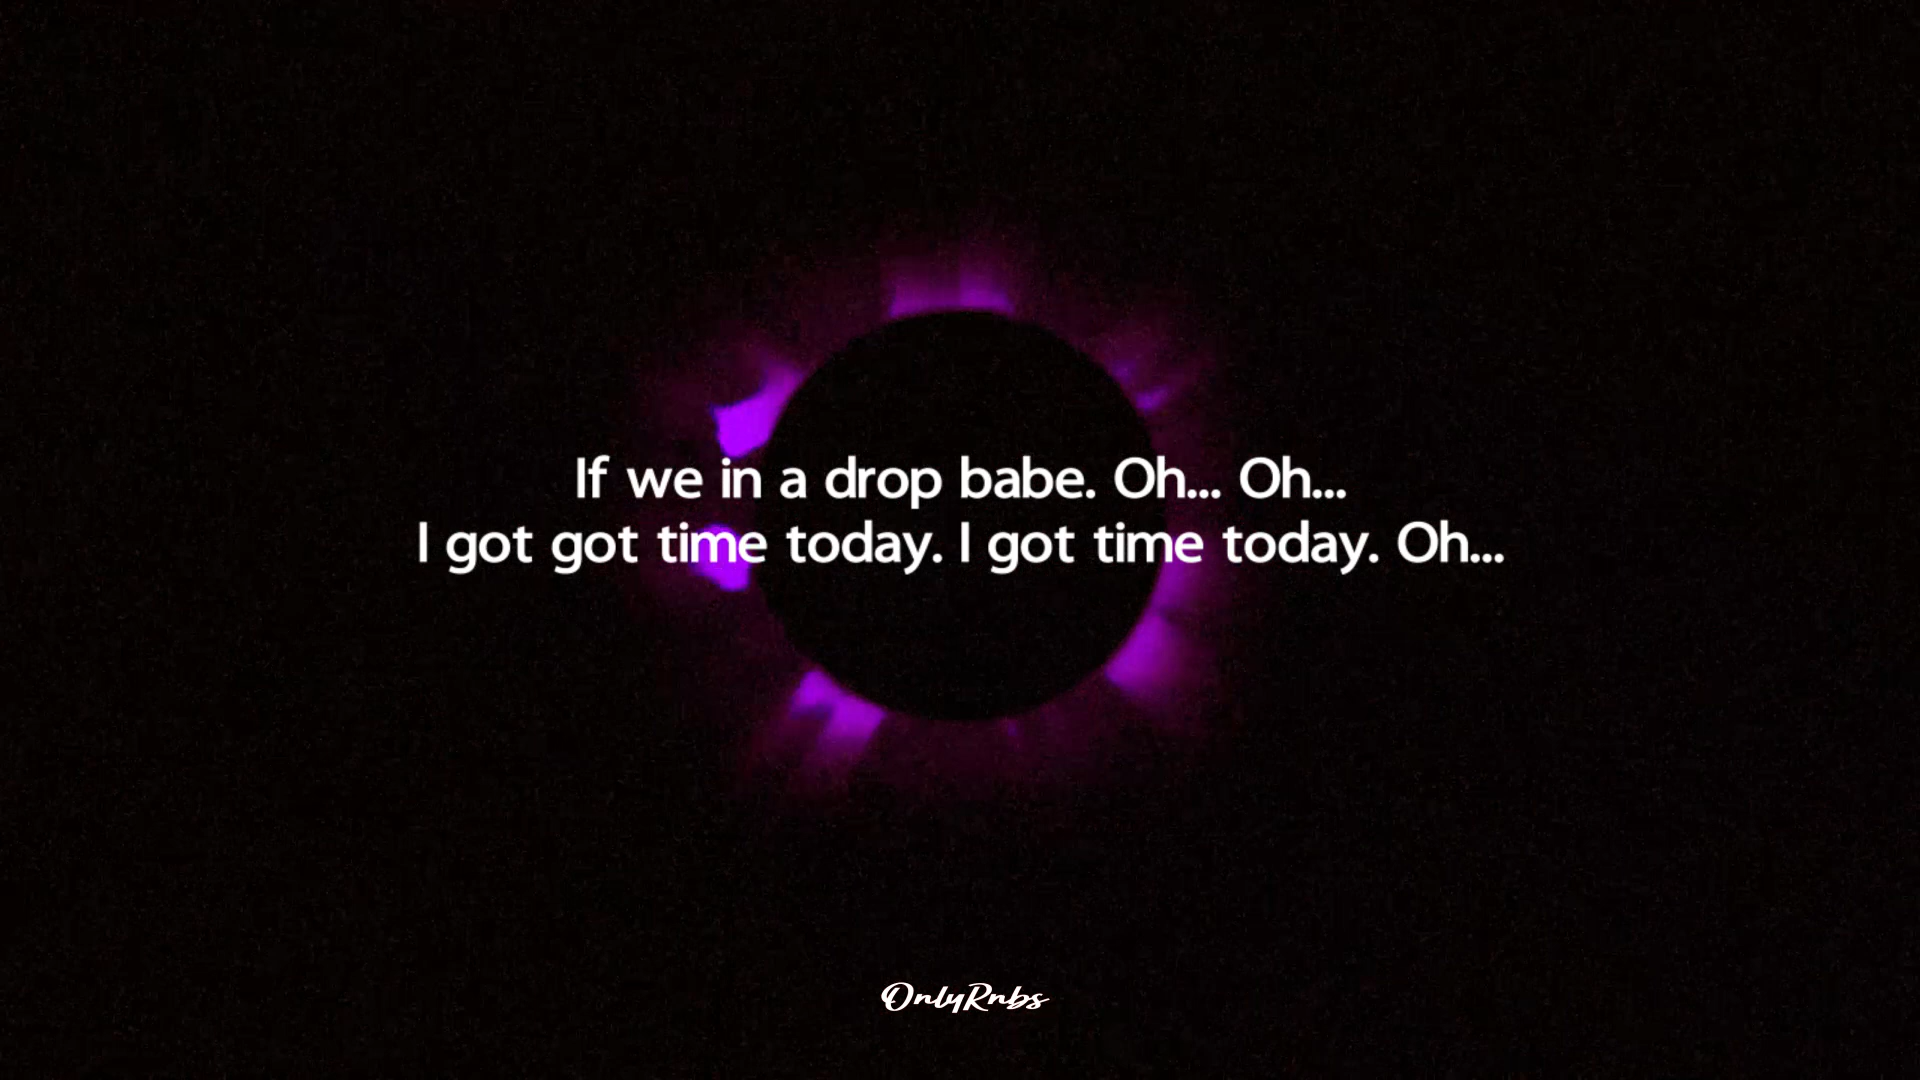 If we in a drop babe. Oh... Oh...
I got got time today. I got time today. Oh...
OnlyRnbs